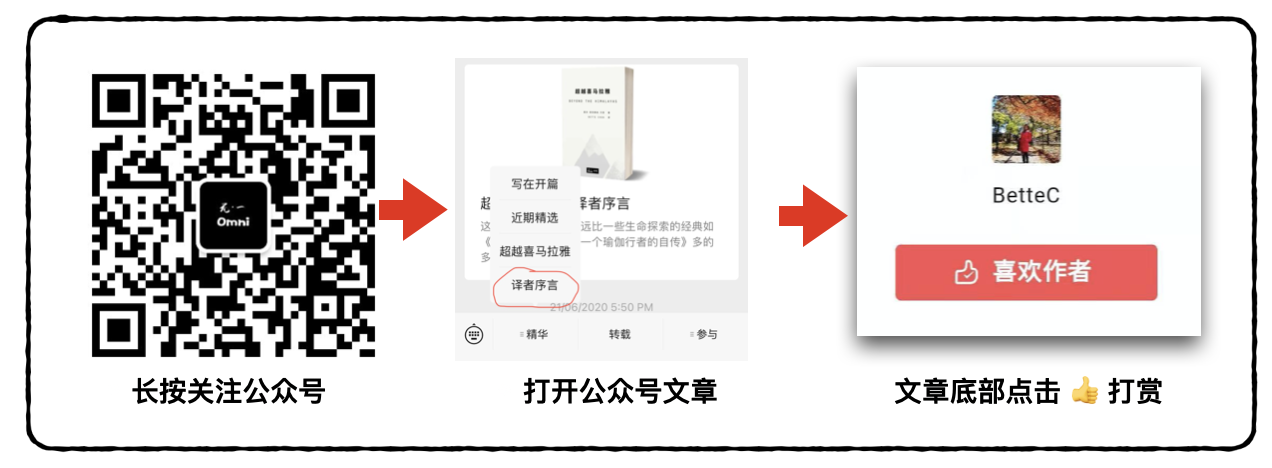 元·一
Omni
长按关注公众号
超越喜马拉雅
BEYOND THE HIMALAYAS
写在开篇
近期精选
超越喜马拉雅
译者序言
超
译者序言
这
远比一些生命探索的经典如
《
一个瑜伽行者的自传》多的
多
21/06/2020 5:50 PM
精华
转载
参与
打开公众号文章
BetteC
喜欢作者
文章底部点击 👍 打赏